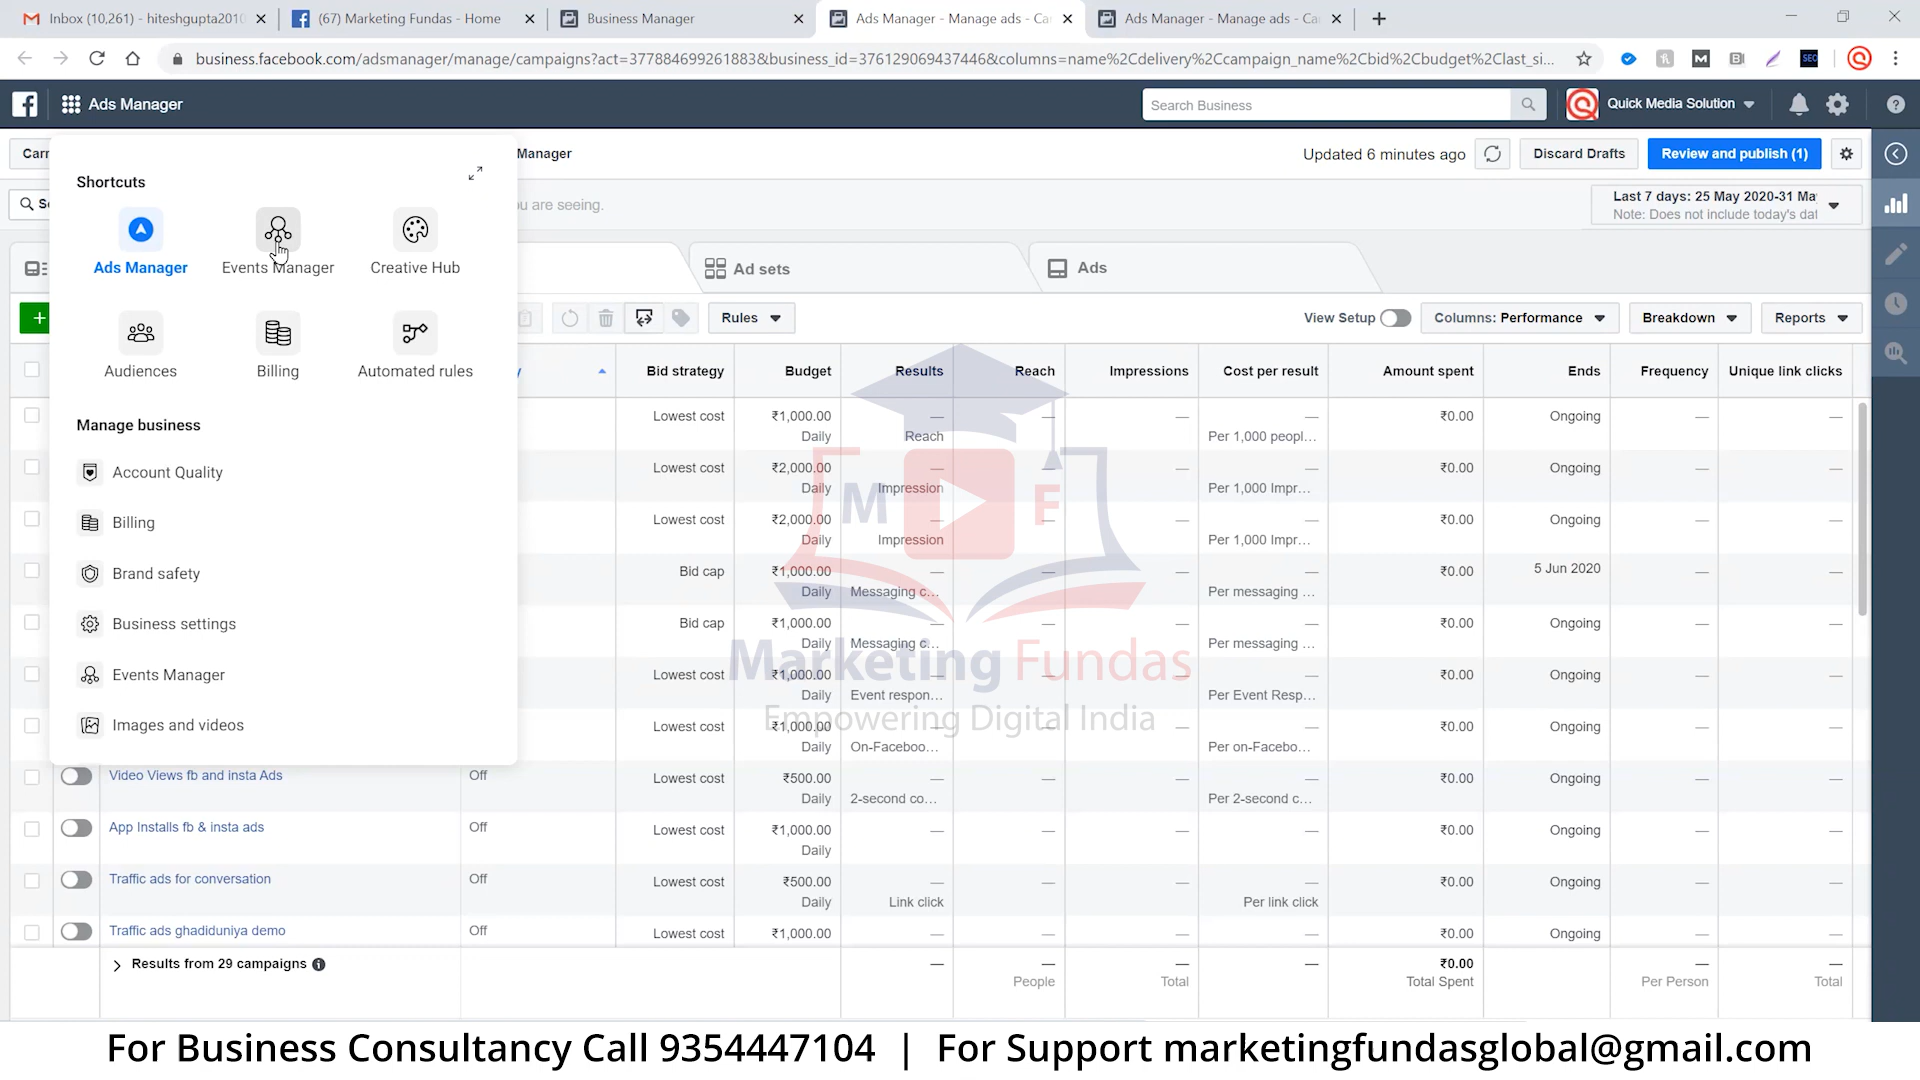 Inbox (10,261) - hiteshgupta2010
(67) Marketing Fundas - Home
Business Manager
Ads Manager - Manage ads - Ca
Ads Manager - Manage ads - Ca
business.facebook.com/adsmanager/manage/campaigns?act=377884699261883&business_id=376129069437446&columns=name%2Cdelivery%2Ccampaign_name%2Cbid%2Cbudget%2Clast_si...
Ads Manager
Search Business
Quick Media Solution
Carr
Manager
Updated 6 minutes ago
Discard Drafts
Review and publish (1)
Shortcuts
ou are seeing.
Last 7 days: 25 May 2020-31 Ma
Note: Does not include today's dat
Ads Manager
Events Manager
Creative Hub
Audiences
Billing
Automated rules
Manage business
Account Quality
Billing
Brand safety
Business settings
Events Manager
Images and videos
Ad sets
Ads
Rules
View Setup
Columns: Performance
Breakdown
Reports
Bid strategy Budget Results Reach Impressions Cost per result Amount spent Ends Frequency Unique link clicks
Lowest cost ₹1,000.00 — — — — ₹0.00 Ongoing — —
Daily Reach Per 1,000 peopl...
Lowest cost ₹2,000.00 — — — — ₹0.00 Ongoing — —
Daily Impression Per 1,000 Impr...
Lowest cost ₹2,000.00 — — — — ₹0.00 Ongoing — —
Daily Impression Per 1,000 Impr...
Bid cap ₹1,000.00 — — — — ₹0.00 5 Jun 2020 — —
Daily Messaging c... Per messaging ...
Bid cap ₹1,000.00 — — — — ₹0.00 Ongoing — —
Daily Messaging c... Per messaging ...
Lowest cost ₹1,000.00 — — — — ₹0.00 Ongoing — —
Daily Event respon... Per Event Resp...
Lowest cost ₹1,000.00 — — — — ₹0.00 Ongoing — —
Daily On-Faceboo... Per on-Facebo...
Video Views fb and insta Ads Off Lowest cost ₹500.00 — — — — ₹0.00 Ongoing — —
Daily 2-second co... Per 2-second c...
App Installs fb & insta ads Off Lowest cost ₹1,000.00 — — — — ₹0.00 Ongoing — —
Daily
Traffic ads for conversation Off Lowest cost ₹500.00 — — — — ₹0.00 Ongoing — —
Daily Link click Per link click
Traffic ads ghadiduniya demo Off Lowest cost ₹1,000.00 — — — — ₹0.00 Ongoing — —
Results from 29 campaigns — — — — ₹0.00 — —
People Total Total Spent Per Person Total
M F
Marketing Fundas
Empowering Digital India
For Business Consultancy Call 9354447104 | For Support marketingfundasglobal@gmail.com